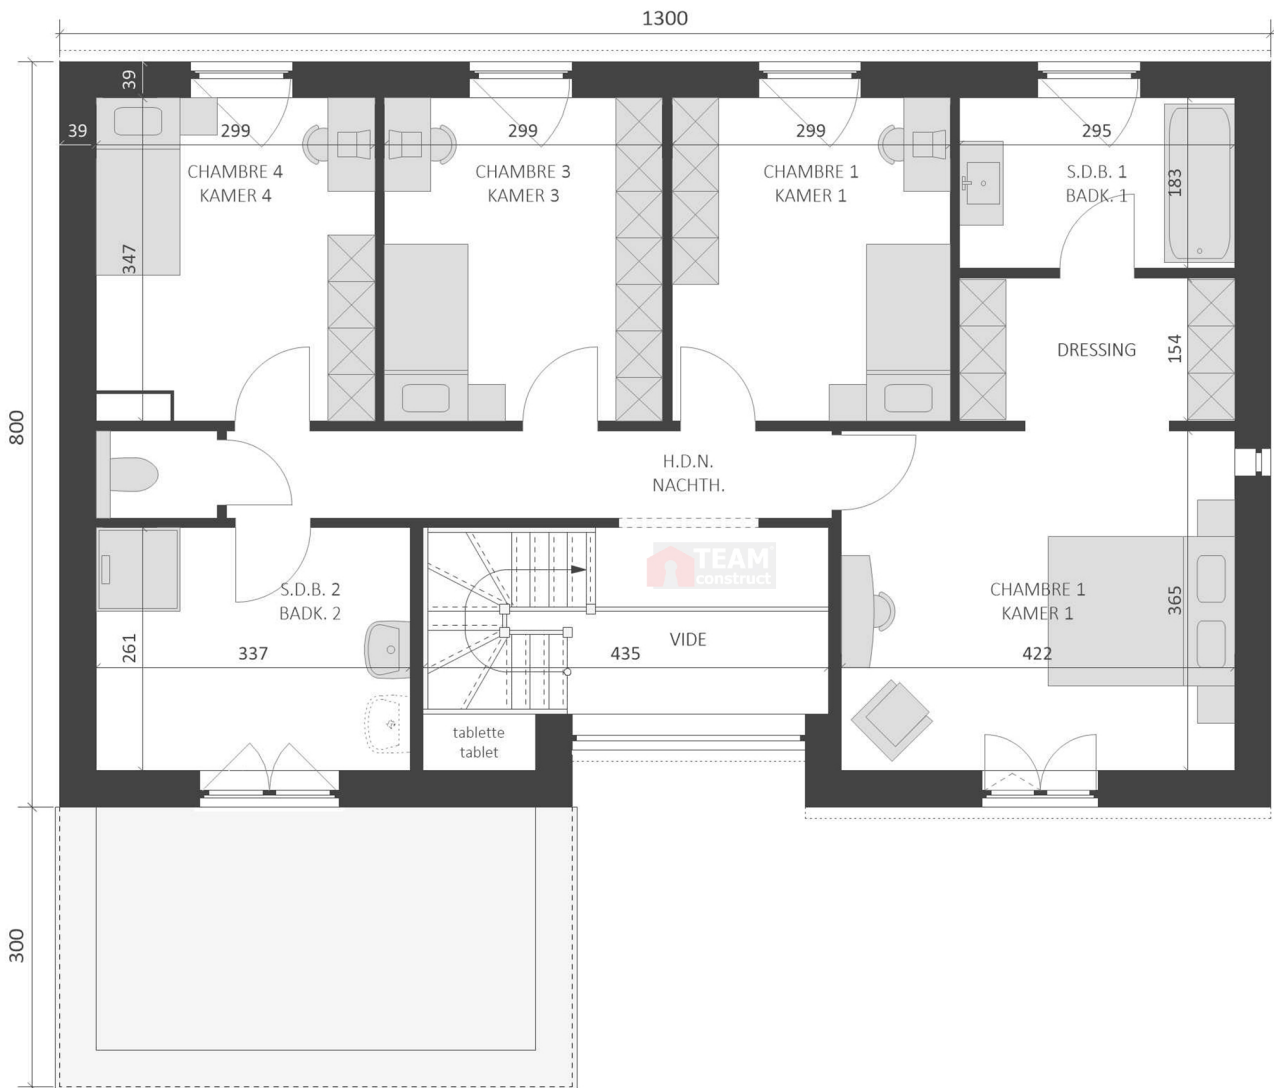 1300
39
39
299
299
299
295
CHAMBRE 4
KAMER 4
CHAMBRE 3
KAMER 3
CHAMBRE 1
KAMER 1
S.D.B. 1
BADK. 1
183
347
DRESSING
154
800
H.D.N.
NACHTH.
TEAM
construct
S.D.B. 2
BADK. 2
CHAMBRE 1
KAMER 1
365
261
337
VIDE
435
422
tablette
tablet
300